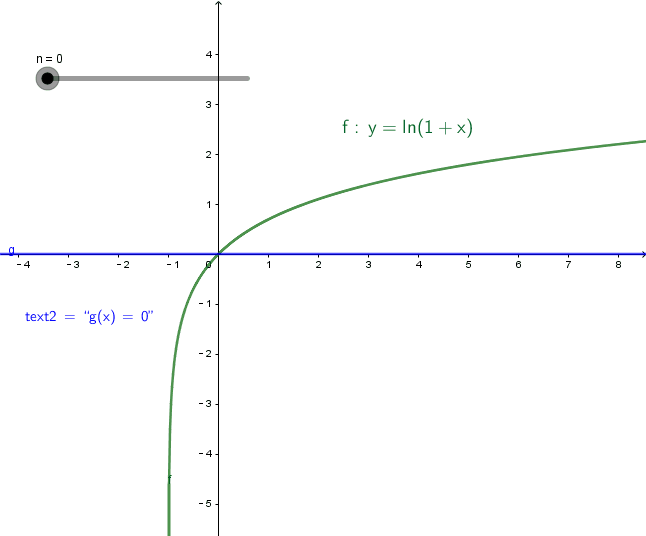 n = 0
4
3
f : y = ln(1 + x)
2
1
g
-4 -3 -2 -1 0 1 2 3 4 5 6 7 8
-1
text2 = “g(x) = 0”
-2
-3
-4
f
-5